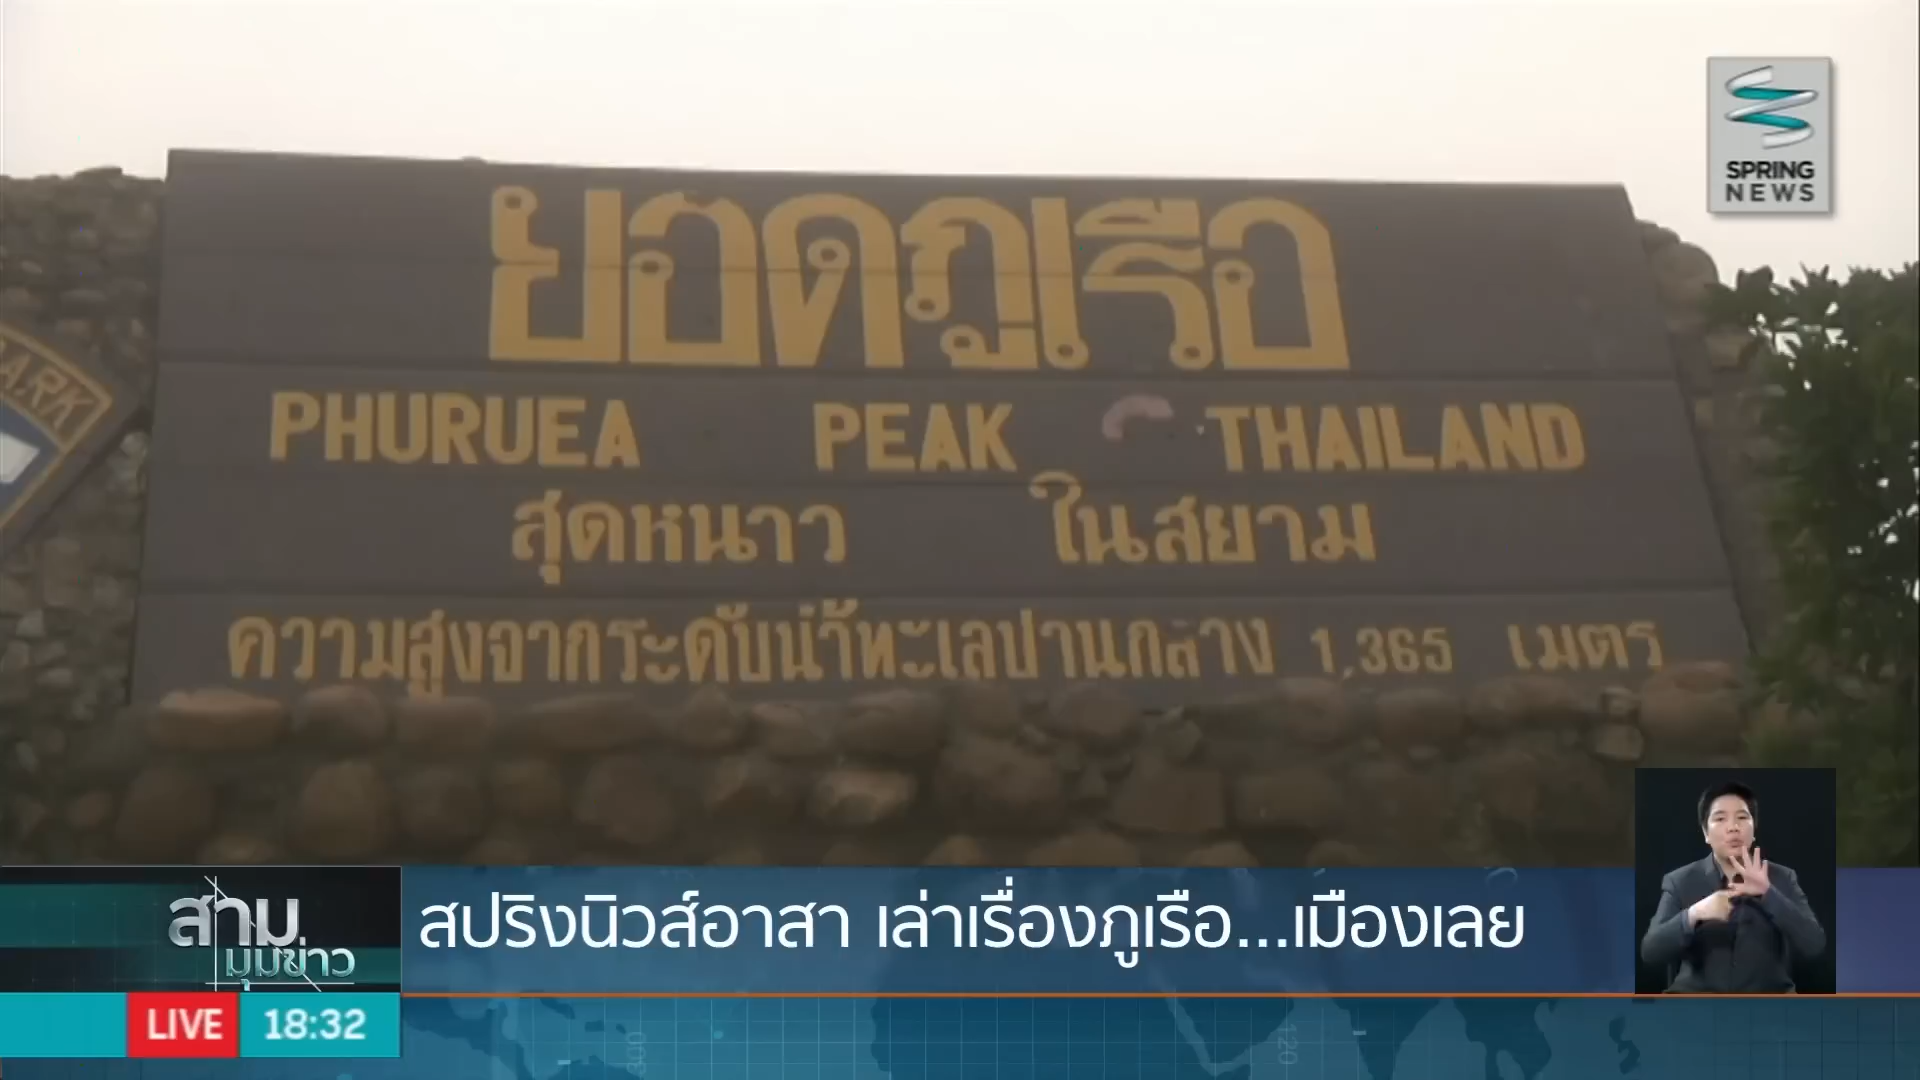 SPRING
NEWS
ยอดภูเรือ
ARK
PHURUEA PEAK THAILAND
สุดหนาว ในสยาม
ความสูงจากระดับน้ำทะเลปานกลาง 1,365 เมตร
สาม
มุมข่าว
สปริงนิวส์อาสา เล่าเรื่องภูเรือ...เมืองเลย
LIVE 18:32
300
120